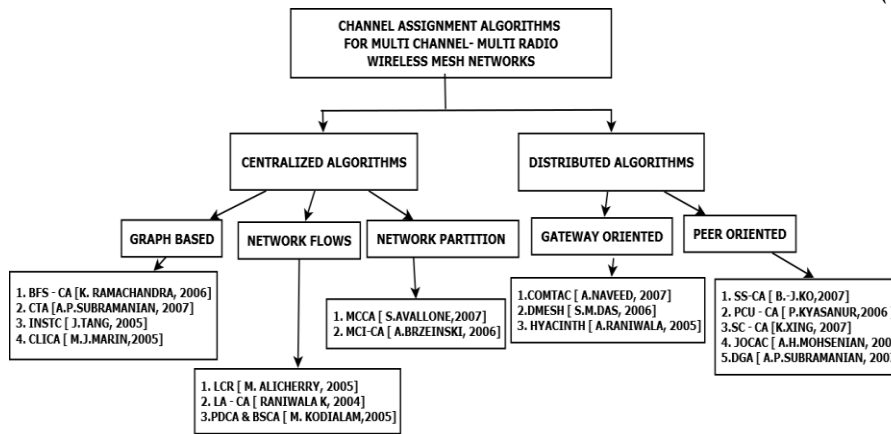 CHANNEL ASSIGNMENT ALGORITHMS
FOR MULTI CHANNEL- MULTI RADIO
WIRELESS MESH NETWORKS
CENTRALIZED ALGORITHMS
DISTRIBUTED ALGORITHMS
GRAPH BASED
NETWORK FLOWS
NETWORK PARTITION
GATEWAY ORIENTED
PEER ORIENTED
1. BFS - CA [K. RAMACHANDRA, 2006
2. CTA [A.P.SUBRAMANIAN, 2007]
3. INSTC [ J.TANG, 2005]
4. CLICA [ M.J.MARIN,2005]
1. LCR [ M. ALICHERRY, 2005]
2. LA - CA [ RANIWALA K, 2004]
3.PDCA & BSCA [ M. KODIALAM,2005]
1. MCCA [ S.AVALLONE,2007]
2. MCI-CA [ A.BRZEINSKI, 2006]
1.COMTAC [ A.NAVEED, 2007]
2.DMESH [ S.M.DAS, 2006]
3. HYACINTH [ A.RANIWALA, 2005]
1. SS-CA [ B.-J.KO,2007]
2. PCU - CA [ P.KYASANUR,2006
3.SC - CA [ K.XING, 2007]
4. JOCAC [ A.H.MOHSENIAN, 200
5.DGA [ A.P.SUBRAMANIAN, 200